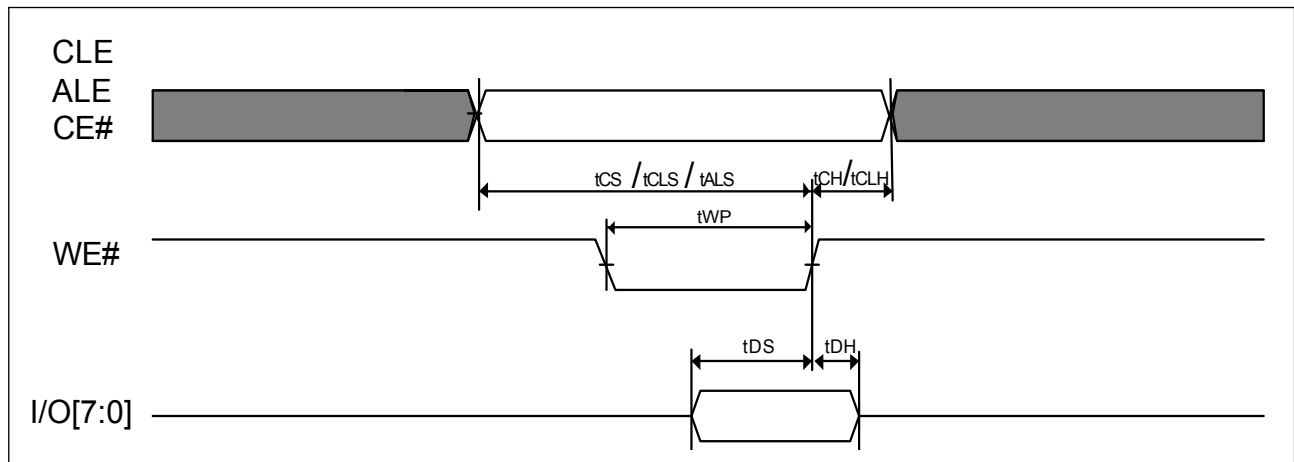 CLE
ALE
CE#
tCS /tCLS / tALS
tCH/tCLH
tWP
WE#
tDS
tDH
I/O[7:0]